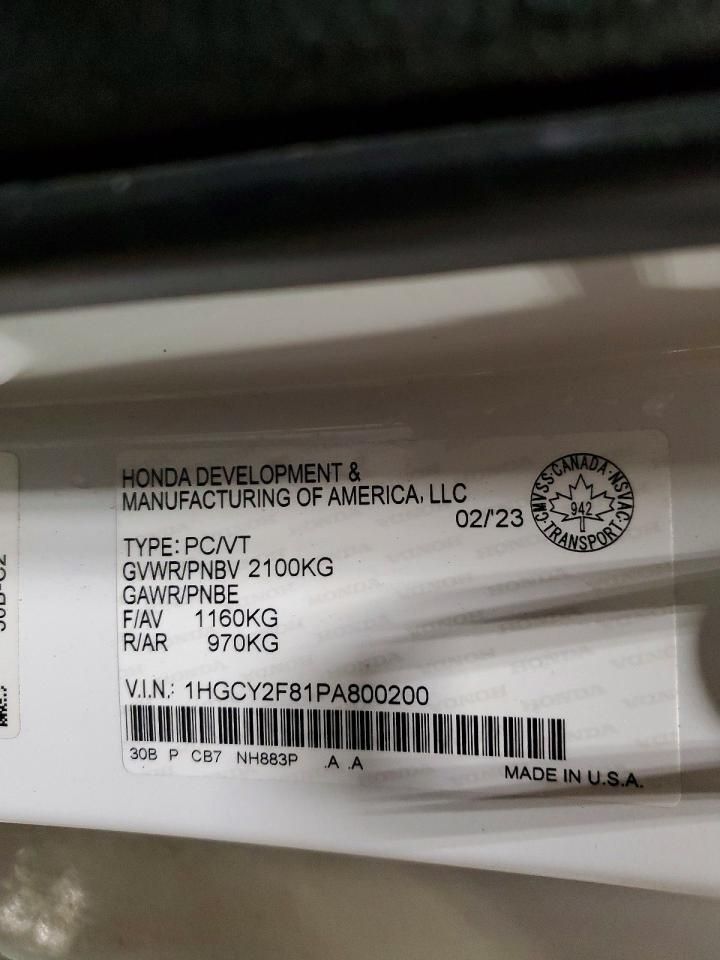 HONDA DEVELOPMENT &
MANUFACTURING OF AMERICA, LLC
02/'23
CMVSS · CANADA · NSVAC · TRANSPORT
942
TYPE: PC/VT
GVWR/PNBV 2100KG
GAWR/PNBE
F/AV 1160KG
R/AR 970KG
V.I.N.: 1HGCY2F81PA800200
30B P CB7 NH883P .A .A
MADE IN U.S.A.